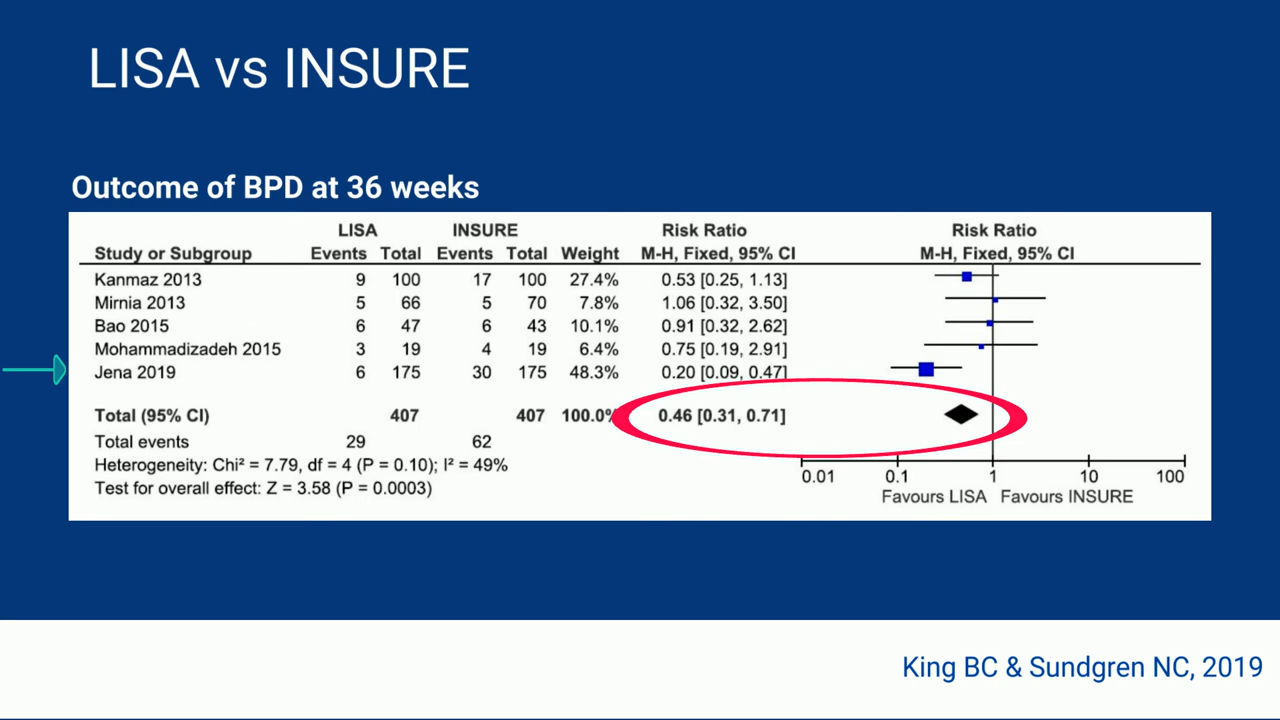 LISA vs INSURE
Outcome of BPD at 36 weeks
LISA INSURE Risk Ratio Risk Ratio
Study or Subgroup Events Total Events Total Weight M-H, Fixed, 95% CI M-H, Fixed, 95% CI
Kanmaz 2013 9 100 17 100 27.4% 0.53 [0.25, 1.13]
Mirnia 2013 5 66 5 70 7.8% 1.06 [0.32, 3.50]
Bao 2015 6 47 6 43 10.1% 0.91 [0.32, 2.62]
Mohammadizadeh 2015 3 19 4 19 6.4% 0.75 [0.19, 2.91]
Jena 2019 6 175 30 175 48.3% 0.20 [0.09, 0.47]
Total (95% CI) 407 407 100.0% 0.46 [0.31, 0.71]
Total events 29 62
Heterogeneity: Chi² = 7.79, df = 4 (P = 0.10); I² = 49%
Test for overall effect: Z = 3.58 (P = 0.0003)
0.01 0.1 1 10 100
Favours LISA Favours INSURE
King BC & Sundgren NC, 2019